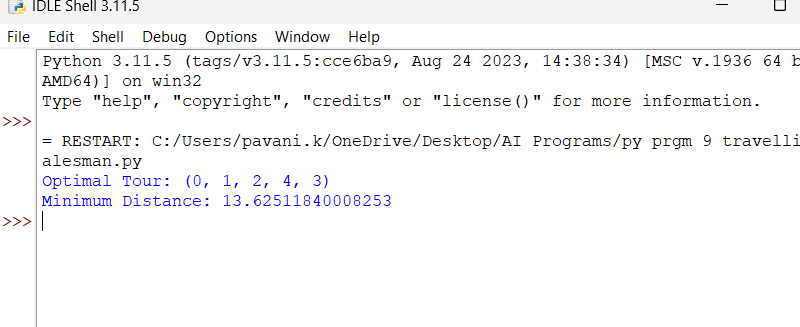 IDLE Shell 3.11.5
File Edit Shell Debug Options Window Help
Python 3.11.5 (tags/v3.11.5:cce6ba9, Aug 24 2023, 14:38:34) [MSC v.1936 64 b
AMD64)] on win32
Type "help", "copyright", "credits" or "license()" for more information.
>>>
= RESTART: C:/Users/pavani.k/OneDrive/Desktop/AI Programs/py prgm 9 travelli
alesman.py
Optimal Tour: (0, 1, 2, 4, 3)
Minimum Distance: 13.62511840008253
>>>